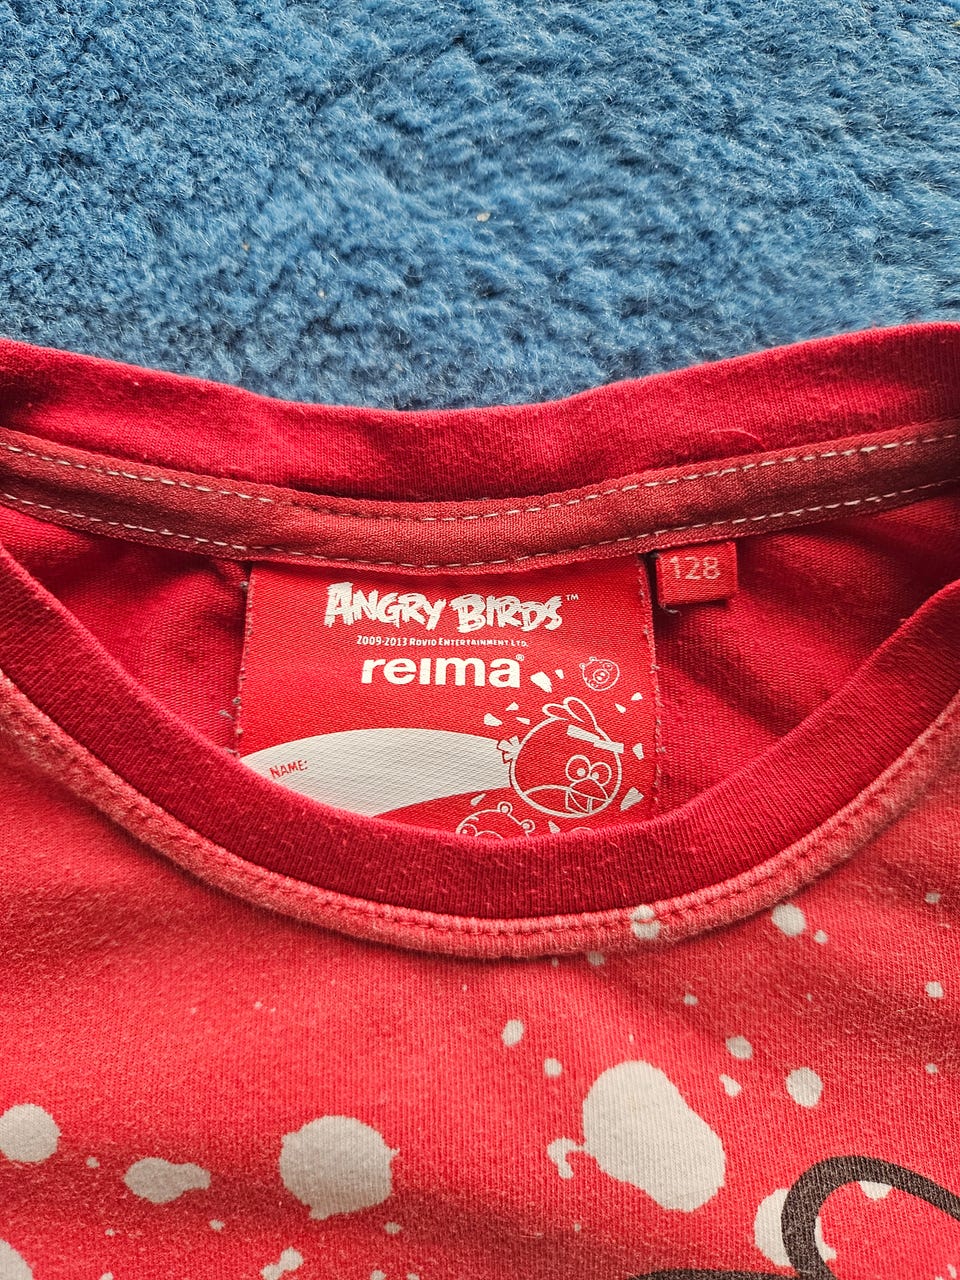 ANGRY BIRDS™
2009-2013 ROVIO ENTERTAINMENT LTD.
reima®
NAME:
128